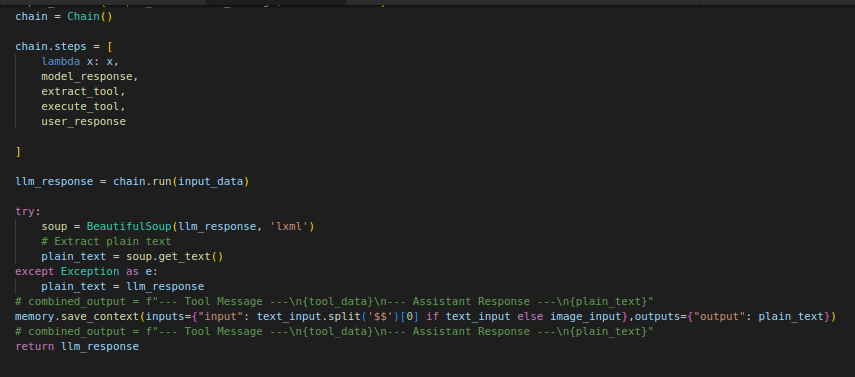 chain = Chain()
chain.steps = [
    lambda x: x,
    model_response,
    extract_tool,
    execute_tool,
    user_response
]
llm_response = chain.run(input_data)
try:
    soup = BeautifulSoup(llm_response, 'lxml')
    # Extract plain text
    plain_text = soup.get_text()
except Exception as e:
    plain_text = llm_response
# combined_output = f"--- Tool Message ---\n{tool_data}\n--- Assistant Response ---\n{plain_text}"
memory.save_context(inputs={"input": text_input.split('$$')[0] if text_input else image_input},outputs={"output": plain_text})
# combined_output = f"--- Tool Message ---\n{tool_data}\n--- Assistant Response ---\n{plain_text}"
return llm_response